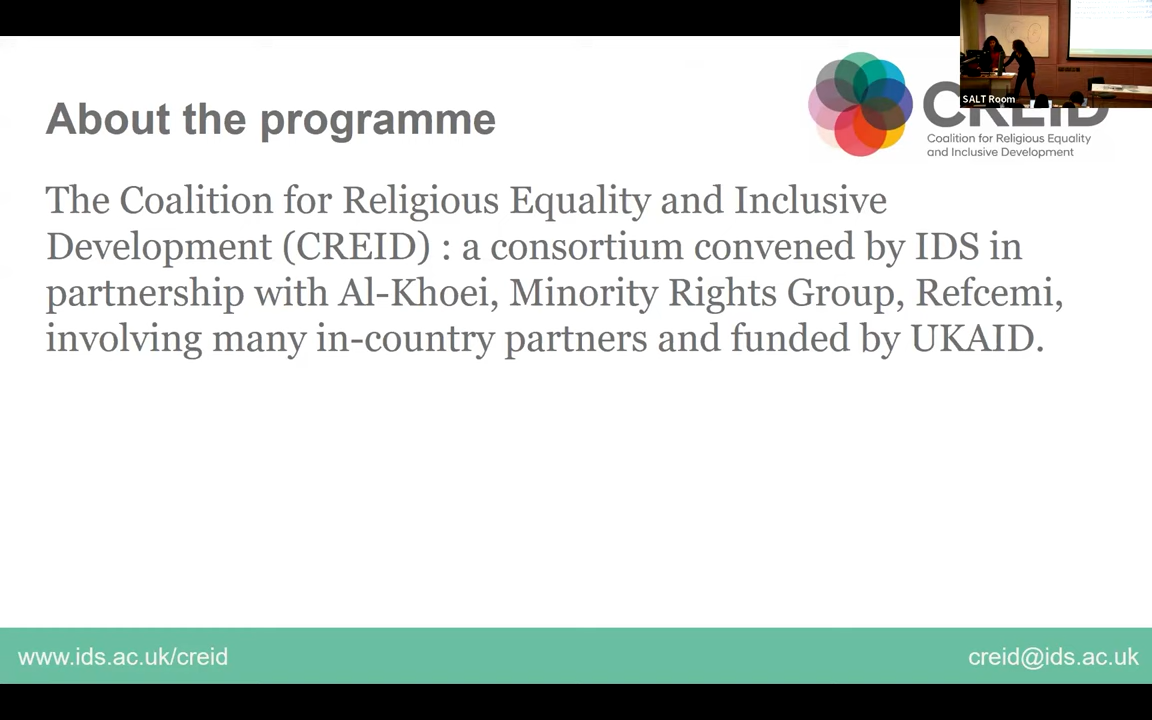 About the programme
SALT Room
CREID
Coalition for Religious Equality
and Inclusive Development
The Coalition for Religious Equality and Inclusive
Development (CREID) : a consortium convened by IDS in
partnership with Al-Khoei, Minority Rights Group, Refcemi,
involving many in-country partners and funded by UKAID.
www.ids.ac.uk/creid
creid@ids.ac.uk